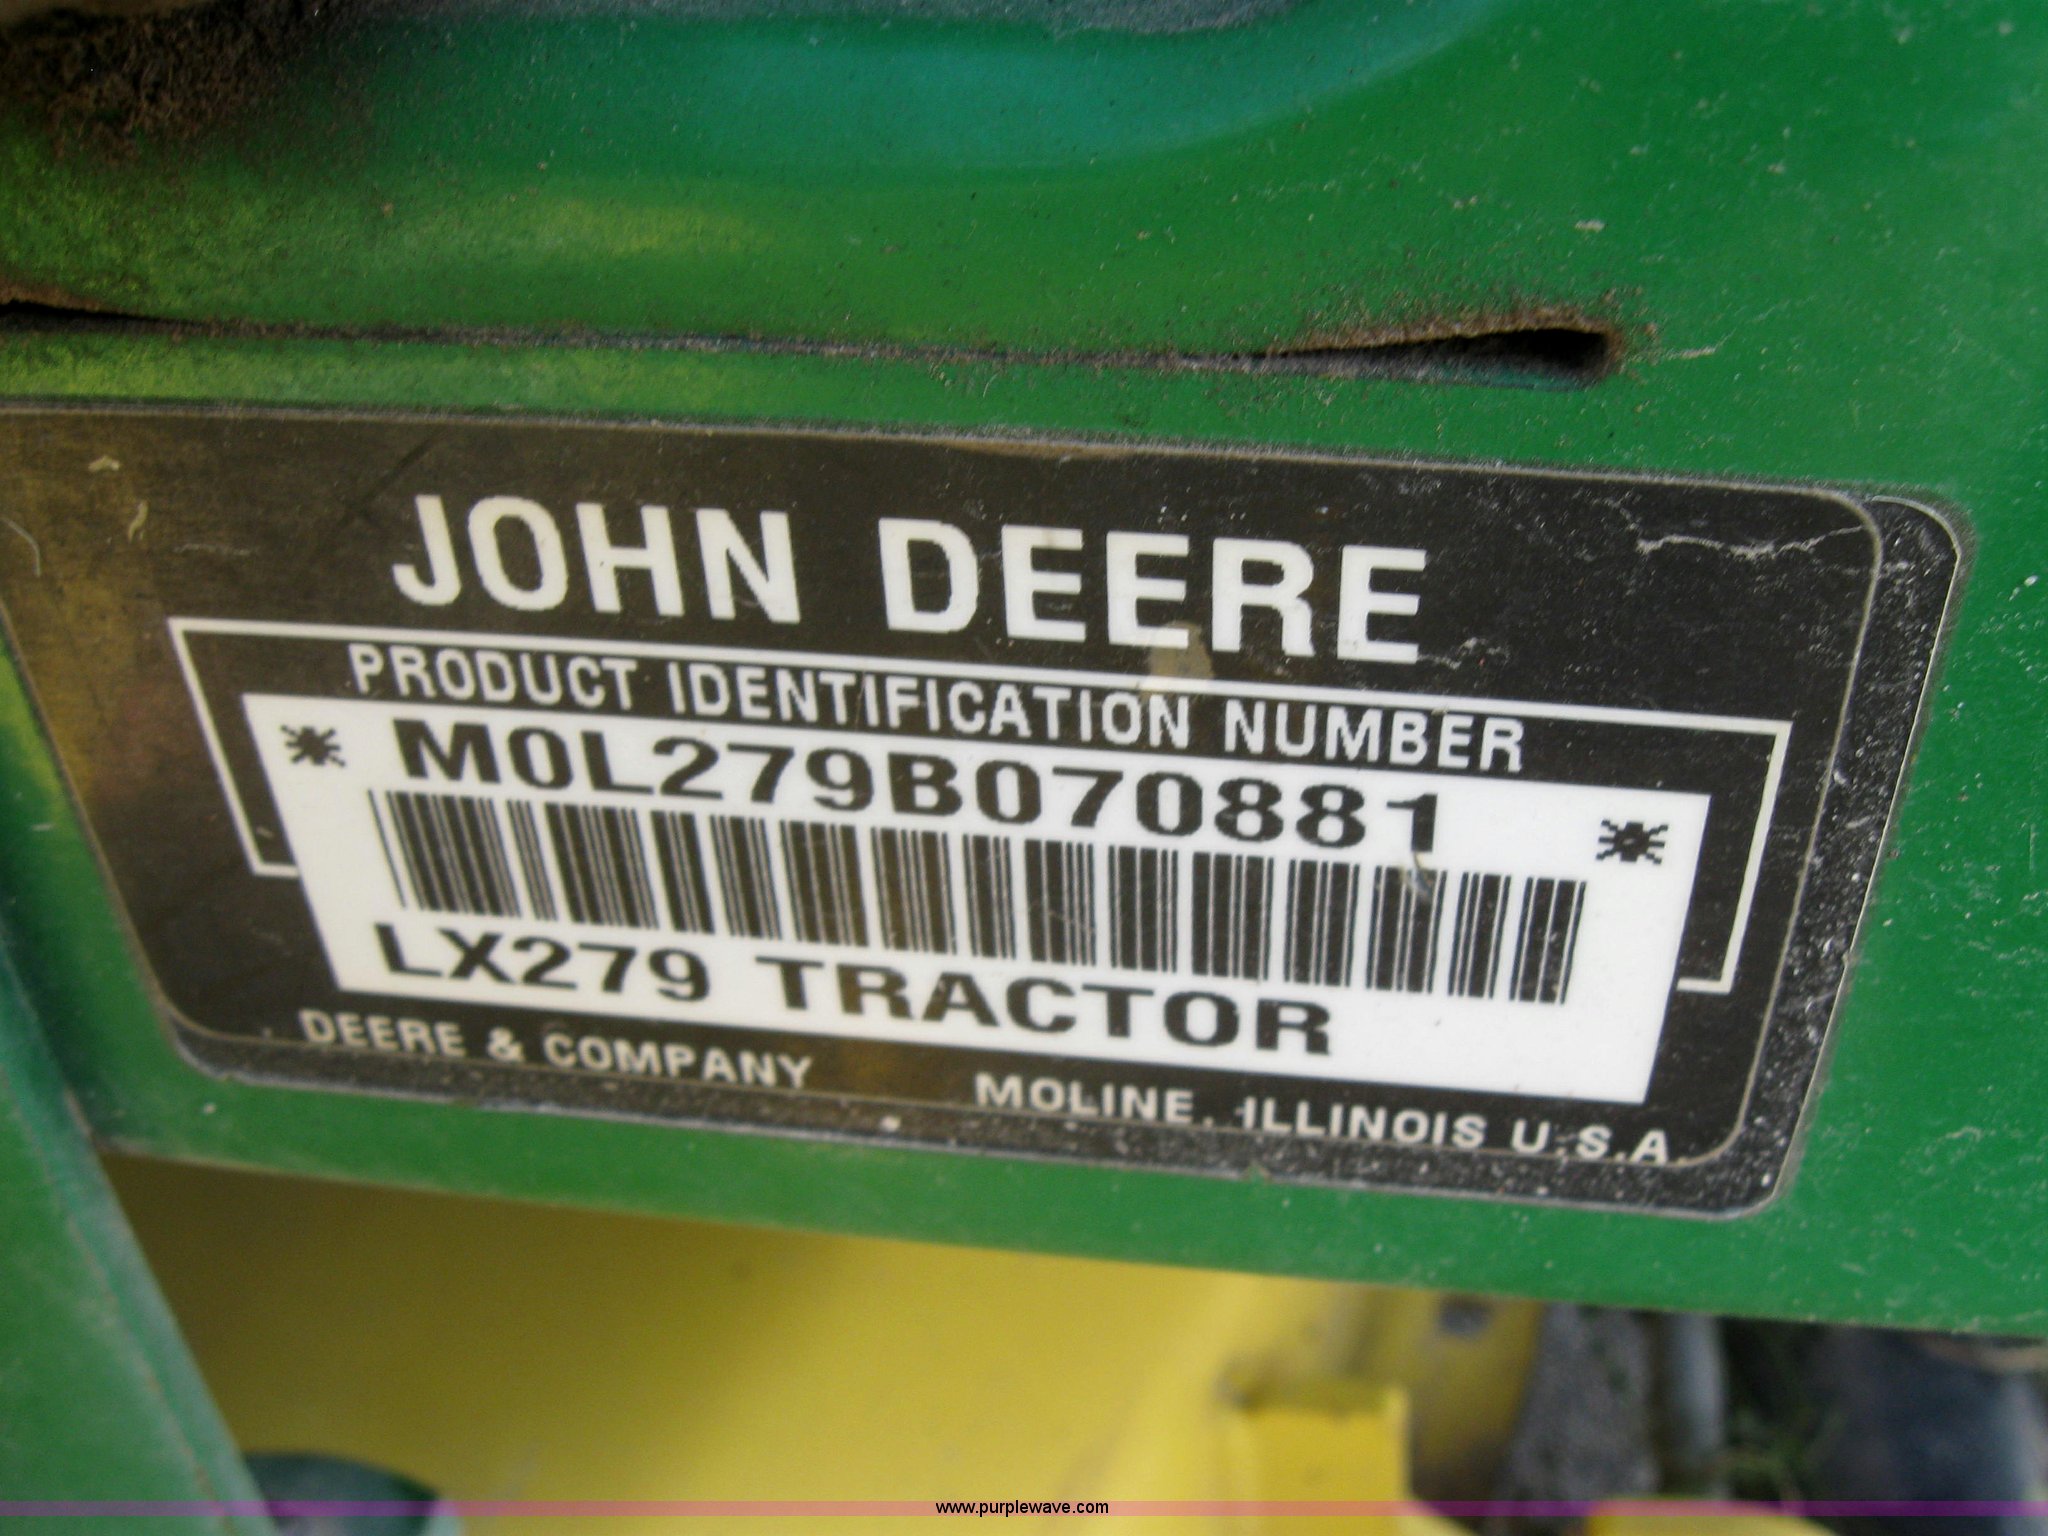 JOHN DEERE
PRODUCT IDENTIFICATION NUMBER
* M0L279B070881 *
LX279 TRACTOR
DEERE & COMPANY MOLINE, ILLINOIS U.S.A.
www.purplewave.com